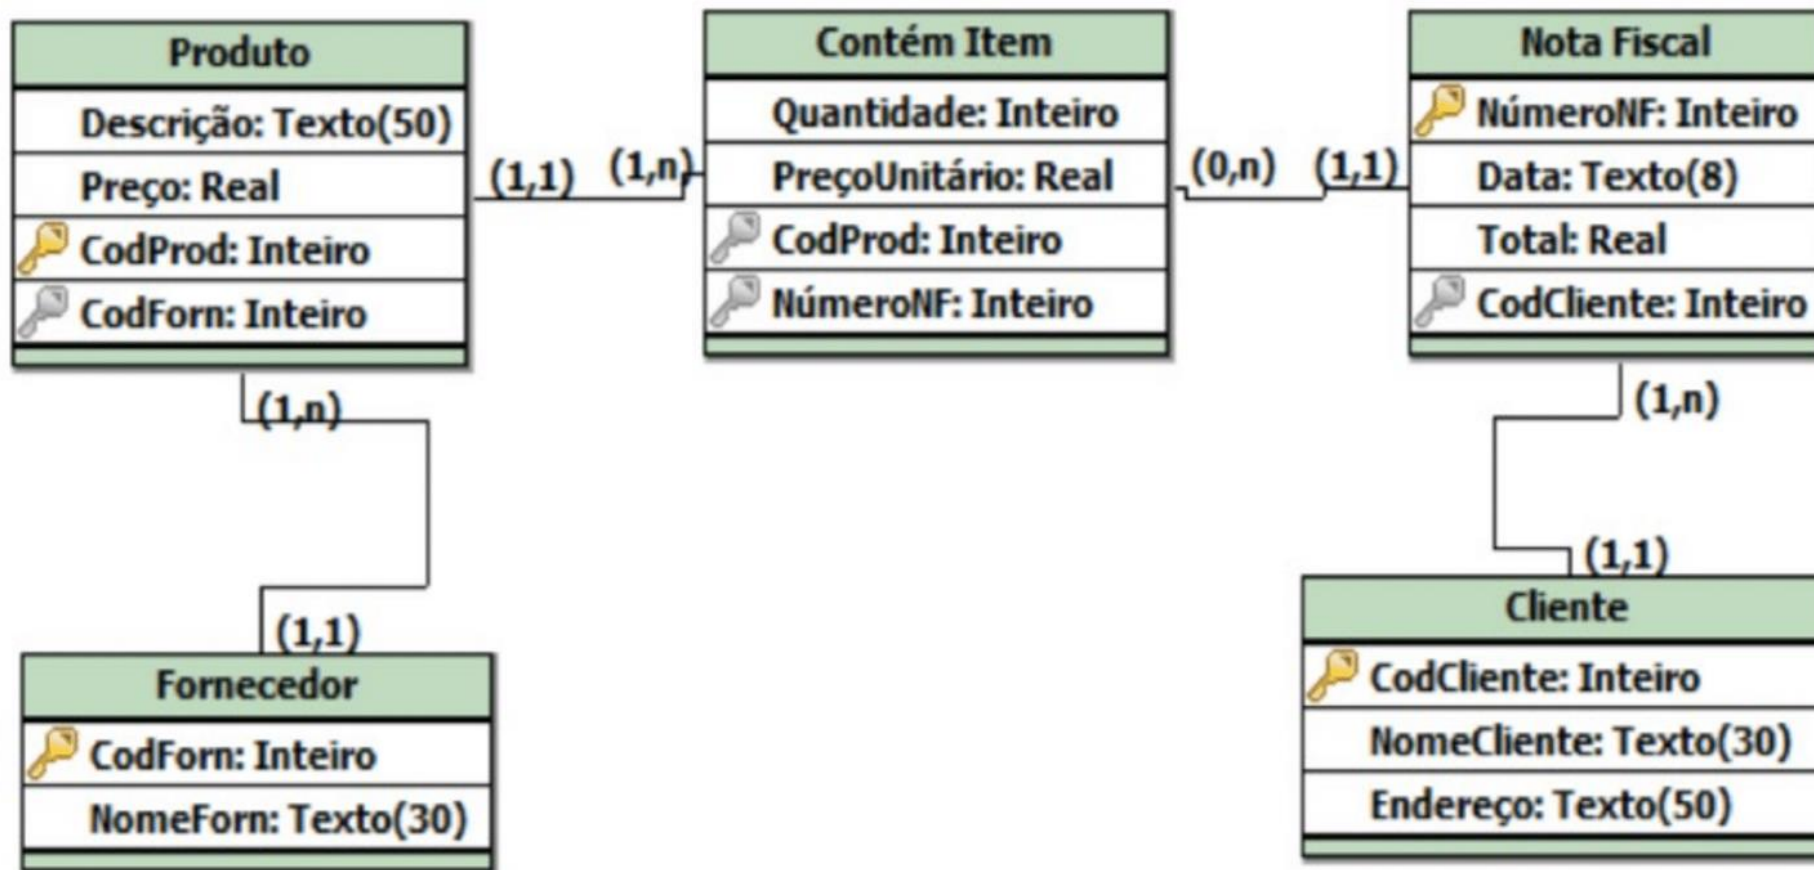 Produto
Descrição: Texto(50)
Preço: Real
CodProd: Inteiro
CodForn: Inteiro
(1,1)
(1,n)
Contém Item
Quantidade: Inteiro
PreçoUnitário: Real
CodProd: Inteiro
NúmeroNF: Inteiro
(0,n)
(1,1)
Nota Fiscal
NúmeroNF: Inteiro
Data: Texto(8)
Total: Real
CodCliente: Inteiro
(1,n)
(1,1)
Fornecedor
CodForn: Inteiro
NomeForn: Texto(30)
(1,n)
(1,1)
Cliente
CodCliente: Inteiro
NomeCliente: Texto(30)
Endereço: Texto(50)